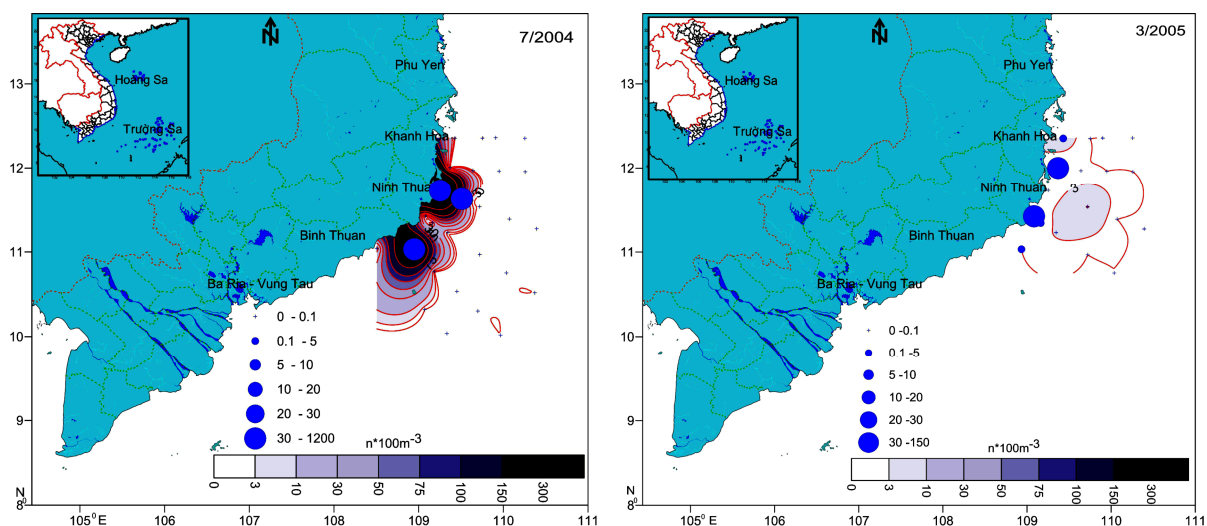 N
7/2004
Phu Yen
Hoang Sa
Trường Sa
Khanh Hoa
Ninh Thua
Binh Thuan
Ba Ria - Vung Tau
13
12
11
10
9
8⁰
N
0 - 0.1
0.1 - 5
5 - 10
10 - 20
20 - 30
30 - 1200
n*100m⁻³
0 3 10 30 50 75 100 150 300
105⁰ E 106 107 108 109 110 111
N
3/2005
Phu Yen
Hoang Sa
Trường Sa
Khanh Hoa
Ninh Thuan
3
Binh Thuan
Ba Ria - Vung Tau
13
12
11
10
9
8⁰
N
0 -0.1
0.1 -5
5 -10
10 -20
20 -30
30 -150
n*100m⁻³
0 3 10 30 50 75 100 150 300
105⁰ E 106 107 108 109 110 111